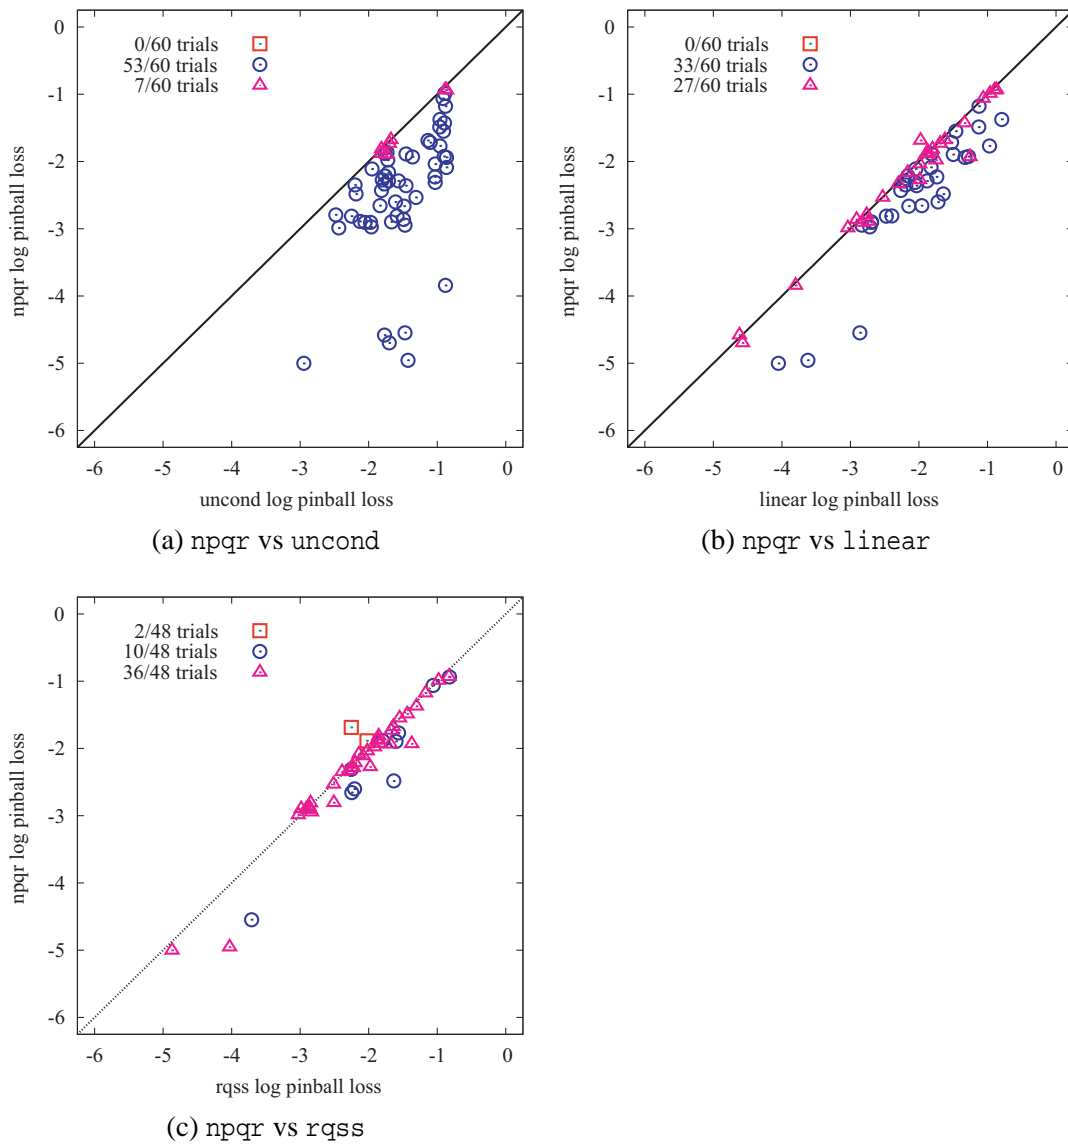 0
-1
-2
-3
-4
-5
-6
npqr log pinball loss
0/60 trials
53/60 trials
7/60 trials
-6 -5 -4 -3 -2 -1 0
uncond log pinball loss
(a) npqr vs uncond
0
-1
-2
-3
-4
-5
-6
npqr log pinball loss
0/60 trials
33/60 trials
27/60 trials
-6 -5 -4 -3 -2 -1 0
linear log pinball loss
(b) npqr vs linear
0
-1
-2
-3
-4
-5
-6
npqr log pinball loss
2/48 trials
10/48 trials
36/48 trials
-6 -5 -4 -3 -2 -1 0
rqss log pinball loss
(c) npqr vs rqss